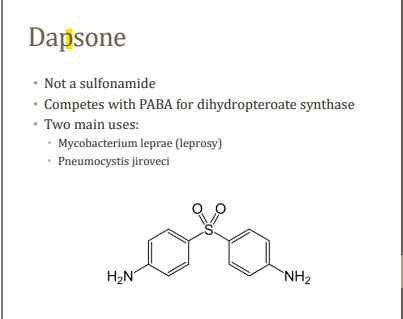 Dapsone
• Not a sulfonamide
• Competes with PABA for dihydropteroate synthase
• Two main uses:
• Mycobacterium leprae (leprosy)
• Pneumocystis jiroveci
O O
S
H₂N NH₂